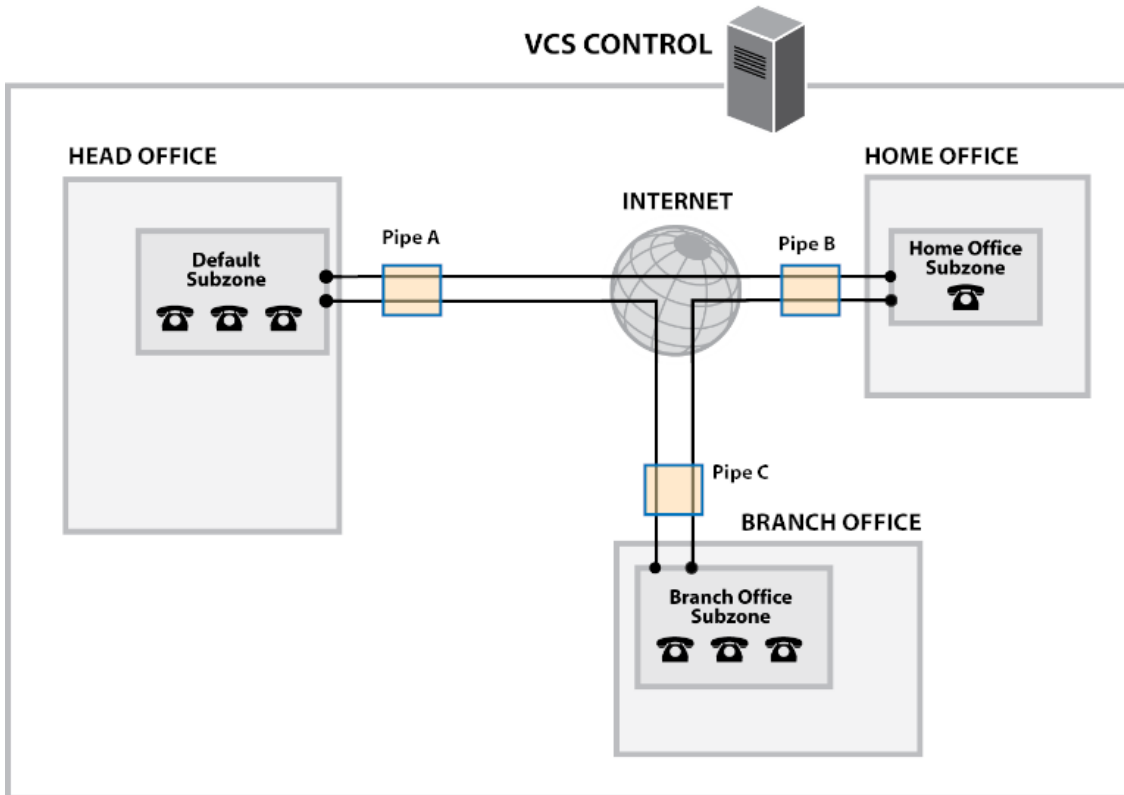 VCS CONTROL
HEAD OFFICE
HOME OFFICE
INTERNET
Pipe A
Pipe B
Default
Subzone
Home Office
Subzone
Pipe C
BRANCH OFFICE
Branch Office
Subzone